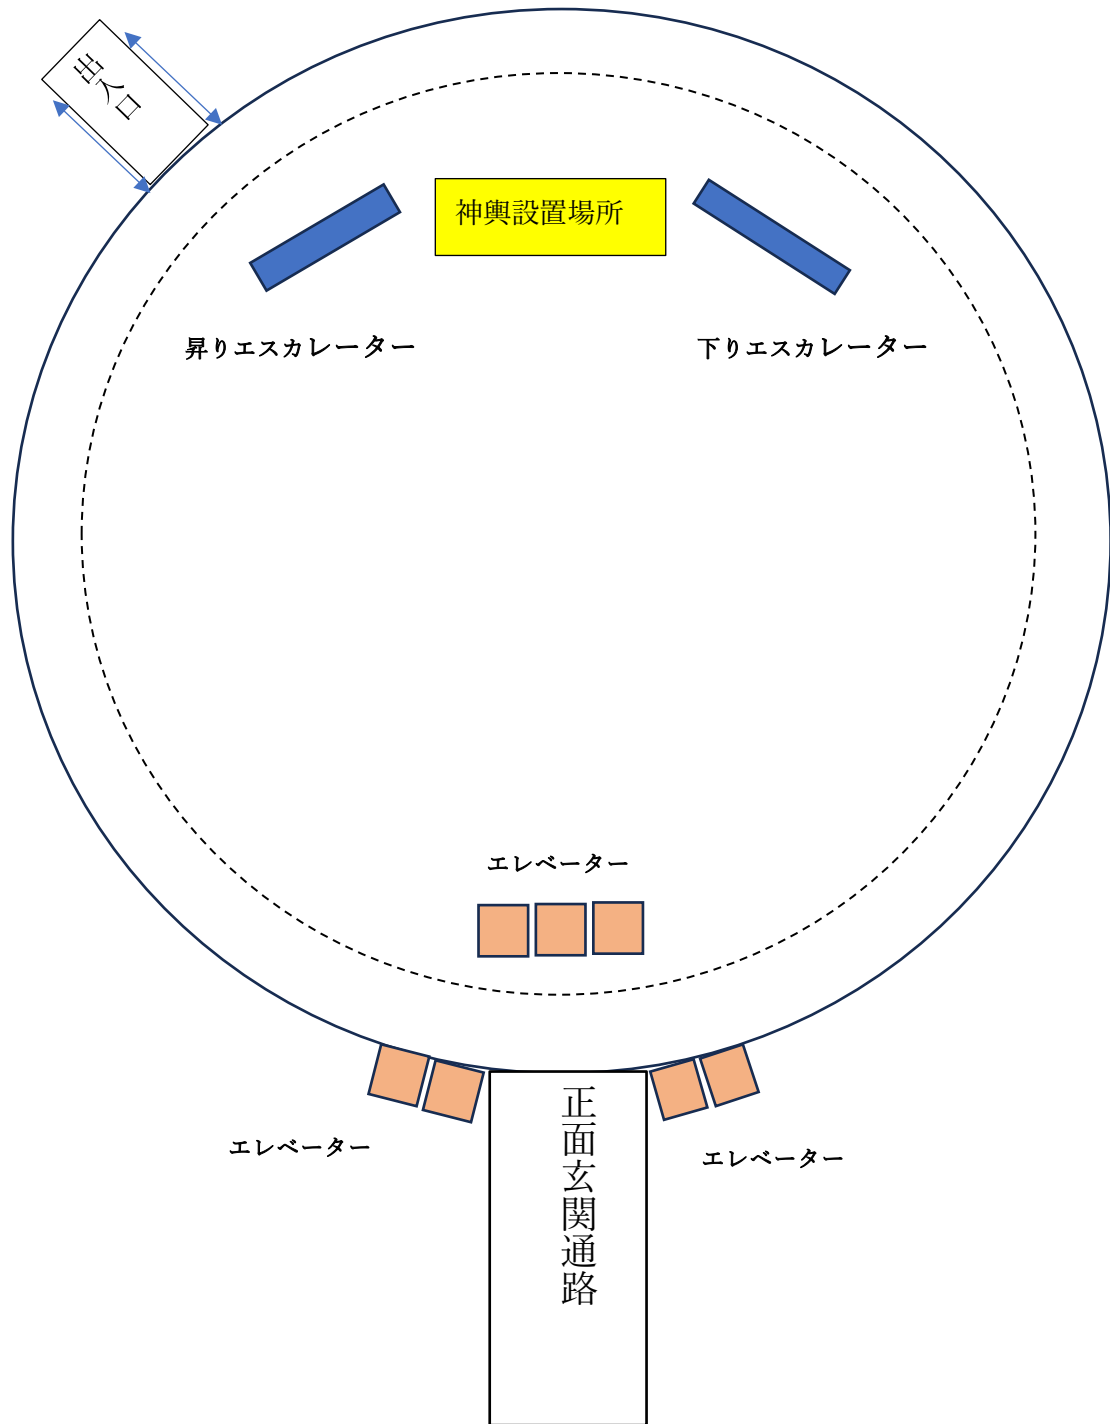 出入口
神輿設置場所
昇りエスカレーター
下りエスカレーター
エレベーター
エレベーター
エレベーター
正面玄関通路